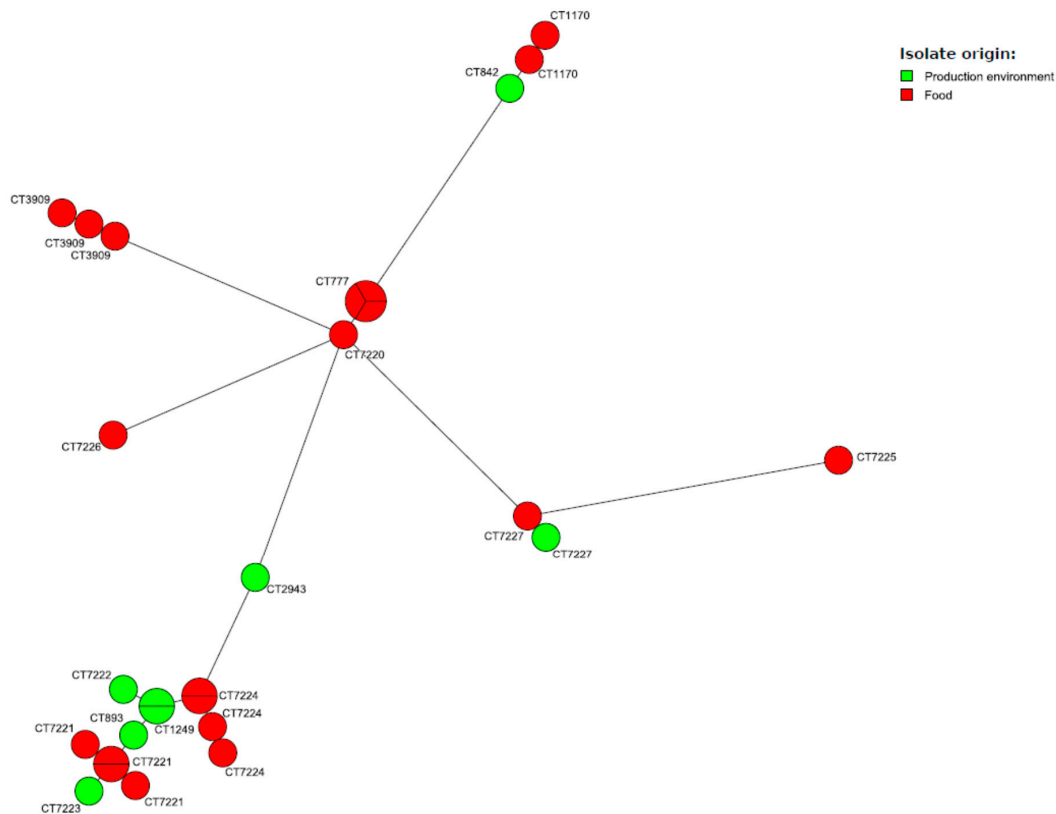 CT1170
Isolate origin:
CT842
CT1170
Production environment
Food
CT3909
CT3909
CT3909
CT777
CT7220
CT7226
CT7225
CT7227
CT7227
CT2943
CT7222
CT7224
CT7224
CT893
CT1249
CT7221
CT7224
CT7221
CT7223
CT7221